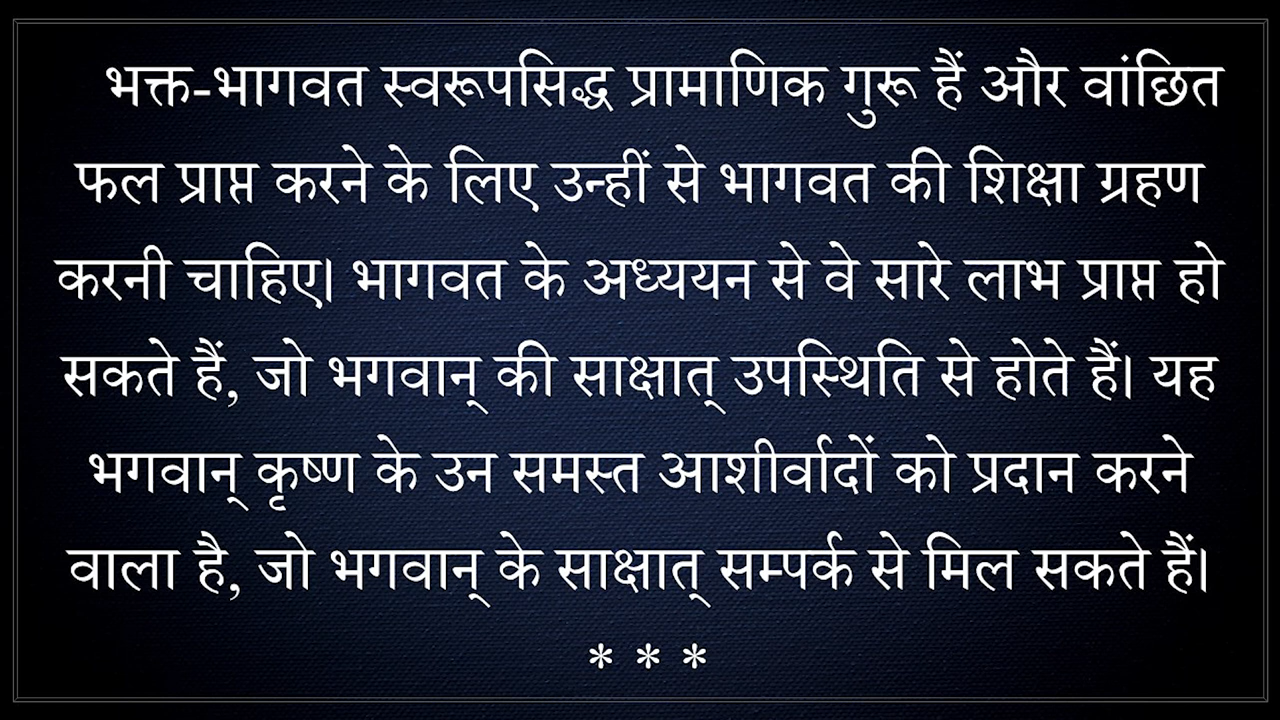 भक्त-भागवत स्वरूपसिद्ध प्रामाणिक गुरू हैं और वांछित
फल प्राप्त करने के लिए उन्हीं से भागवत की शिक्षा ग्रहण
करनी चाहिए। भागवत के अध्ययन से वे सारे लाभ प्राप्त हो
सकते हैं, जो भगवान् की साक्षात् उपस्थिति से होते हैं। यह
भगवान् कृष्ण के उन समस्त आशीर्वादों को प्रदान करने
वाला है, जो भगवान् के साक्षात् सम्पर्क से मिल सकते हैं।
* * *